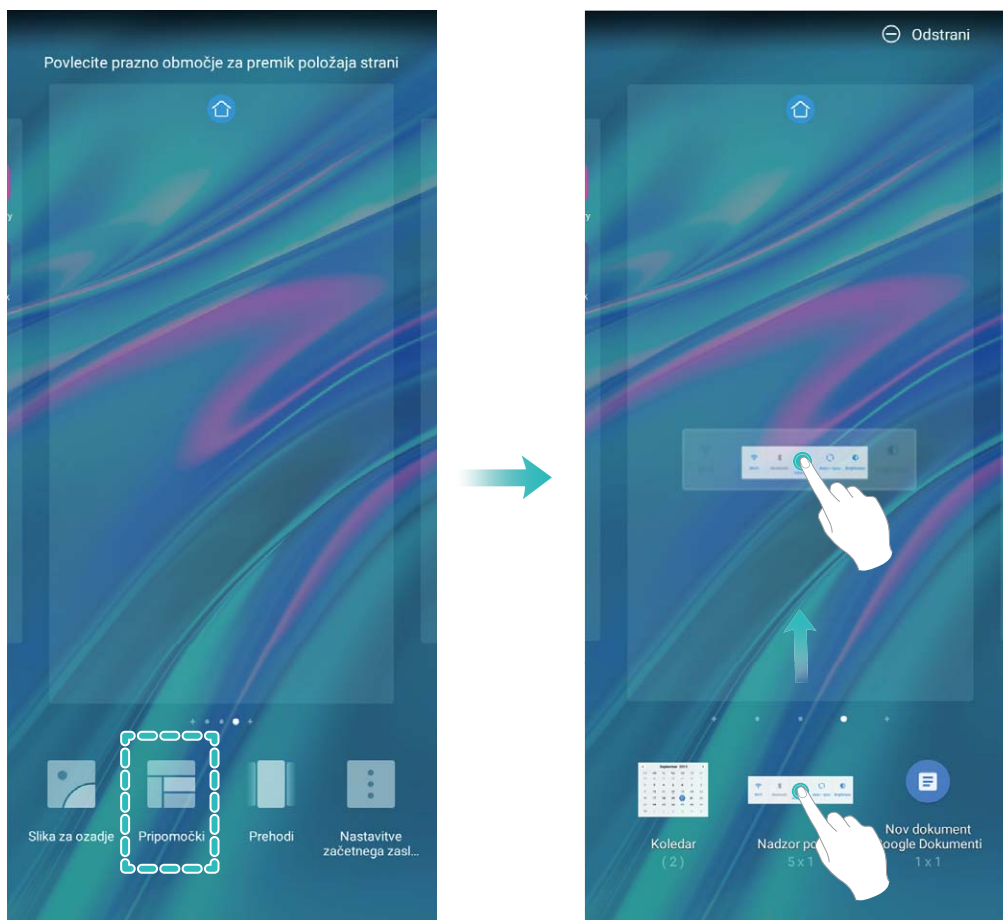 Povlecite prazno območje za premik položaja strani
y
k
Slika za ozadje
Pripomočki
Prehodi
Nastavitve
začetnega zasl...
Odstrani
y
k
Koledar
(2)
Nadzor po
5 x 1
Nov dokument
oogle Dokumenti
1 x 1